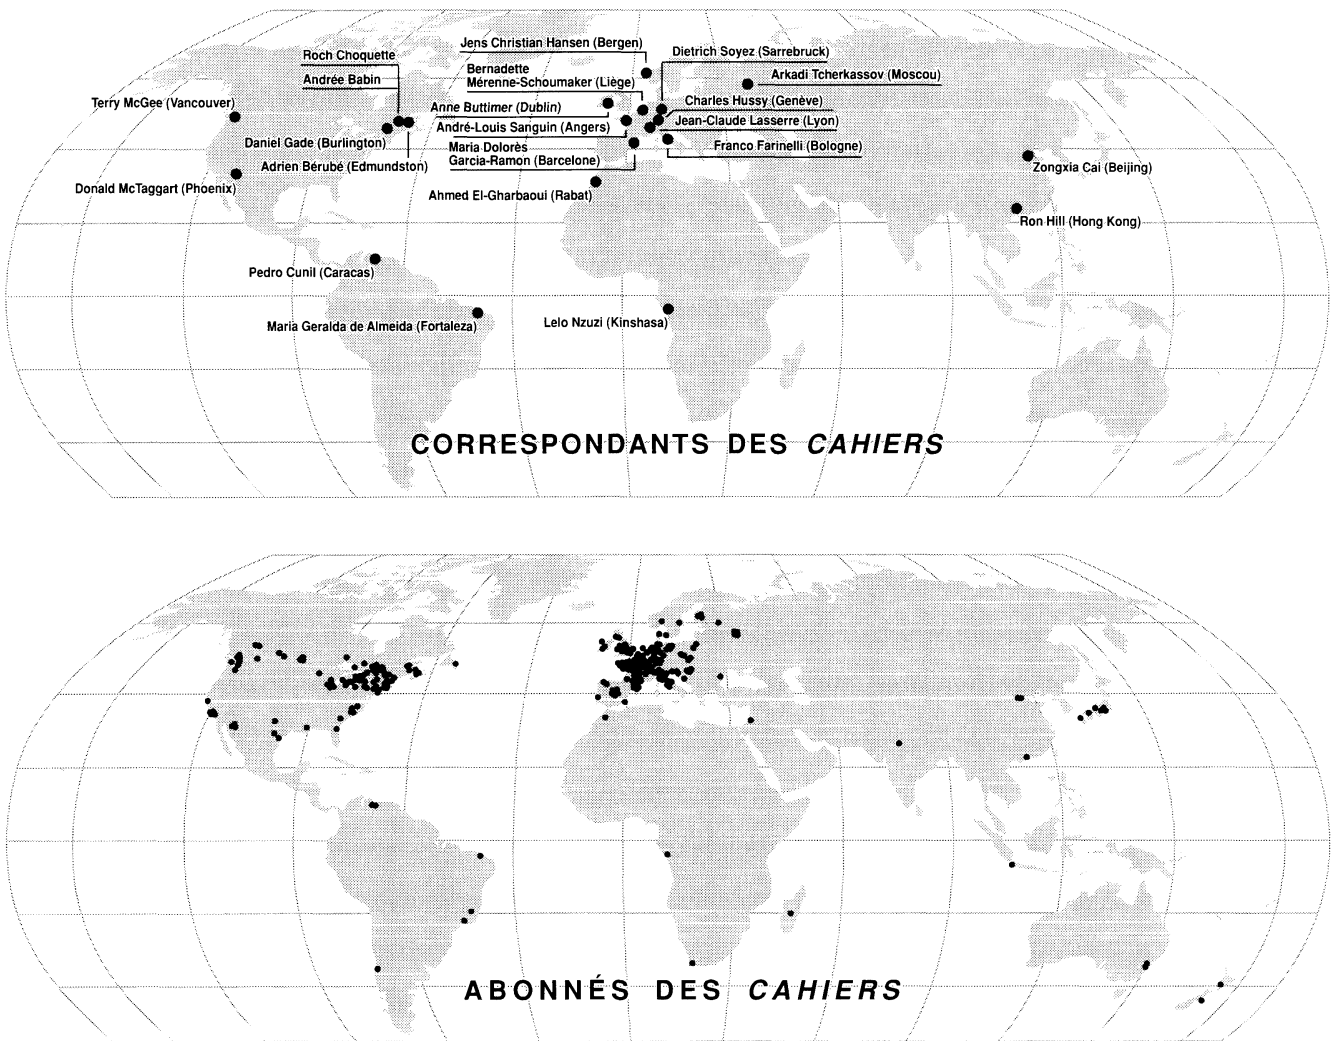 Jens Christian Hansen (Bergen)
Dietrich Soyez (Sarrebruck)
Roch Choquette
Bernadette
Mérenne-Schoumaker (Liège)
Arkadi Tcherkassov (Moscou)
Andrée Babin
Terry McGee (Vancouver)
Anne Buttimer (Dublin)
Charles Hussy (Genève)
André-Louis Sanguin (Angers)
Jean-Claude Lasserre (Lyon)
Daniel Gade (Burlington)
Maria Dolorès
Garcia-Ramon (Barcelone)
Franco Farinelli (Bologne)
Adrien Bérubé (Edmundston)
Zongxia Cai (Beijing)
Donald McTaggart (Phoenix)
Ahmed El-Gharbaoui (Rabat)
Ron Hill (Hong Kong)
Pedro Cunil (Caracas)
Maria Geralda de Almeida (Fortaleza)
Lelo Nzuzi (Kinshasa)
CORRESPONDANTS DES CAHIERS
ABONNÉS DES CAHIERS